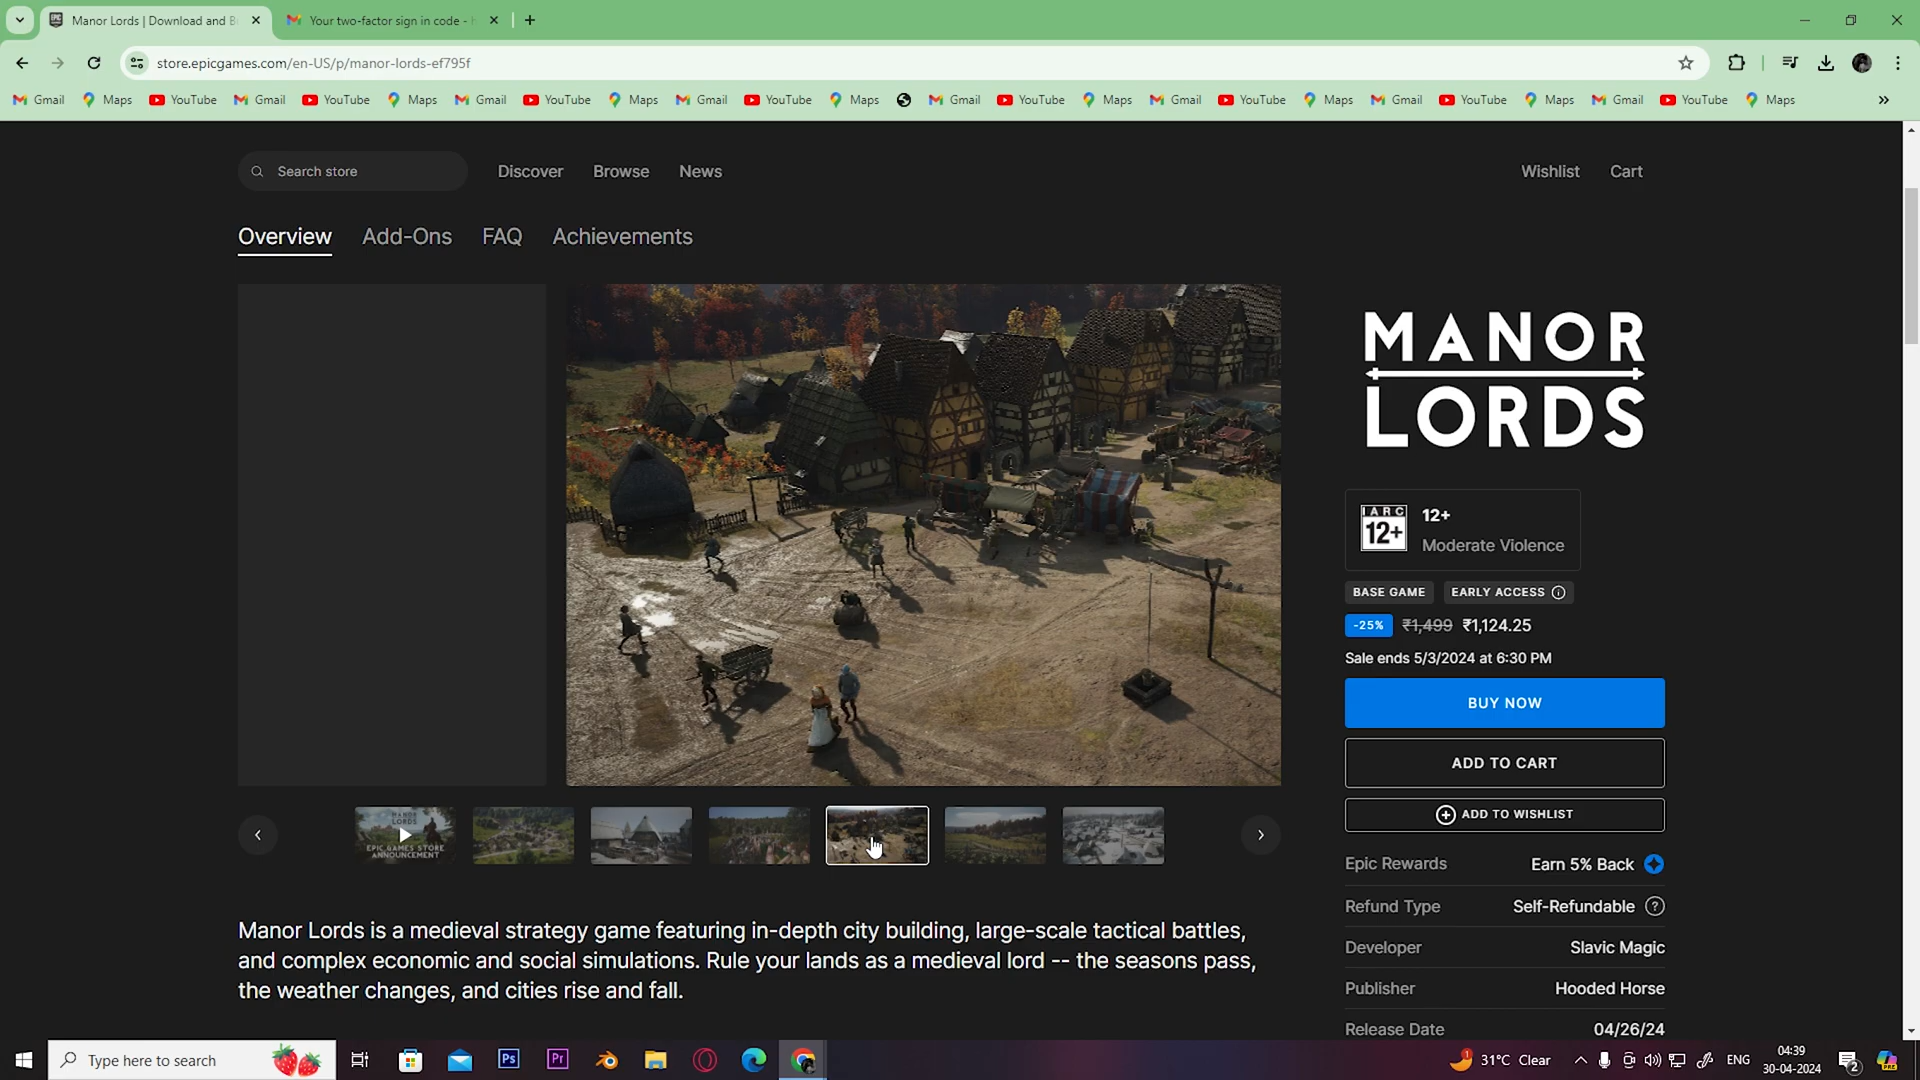 Manor Lords | Download and B
Your two-factor sign in code -
store.epicgames.com/en-US/p/manor-lords-ef795f
Gmail Maps YouTube Gmail YouTube Maps Gmail YouTube Maps Gmail YouTube Maps Gmail YouTube Maps Gmail YouTube Maps Gmail YouTube Maps Gmail YouTube Maps
Search store
Discover
Browse
News
Wishlist
Cart
Overview
Add-Ons
FAQ
Achievements
MANOR
LORDS
IARC
12+
12+
Moderate Violence
BASE GAME
EARLY ACCESS
-25% ₹1,499 ₹1,124.25
Sale ends 5/3/2024 at 6:30 PM
BUY NOW
ADD TO CART
ADD TO WISHLIST
MANOR
LORDS
EPIC GAMES STORE
ANNOUNCEMENT
Epic Rewards Earn 5% Back
Refund Type Self-Refundable
Developer Slavic Magic
Publisher Hooded Horse
Release Date 04/26/24
Manor Lords is a medieval strategy game featuring in-depth city building, large-scale tactical battles,
and complex economic and social simulations. Rule your lands as a medieval lord -- the seasons pass,
the weather changes, and cities rise and fall.
Type here to search
Ps
Pr
31°C Clear
ENG
04:39
30-04-2024
2